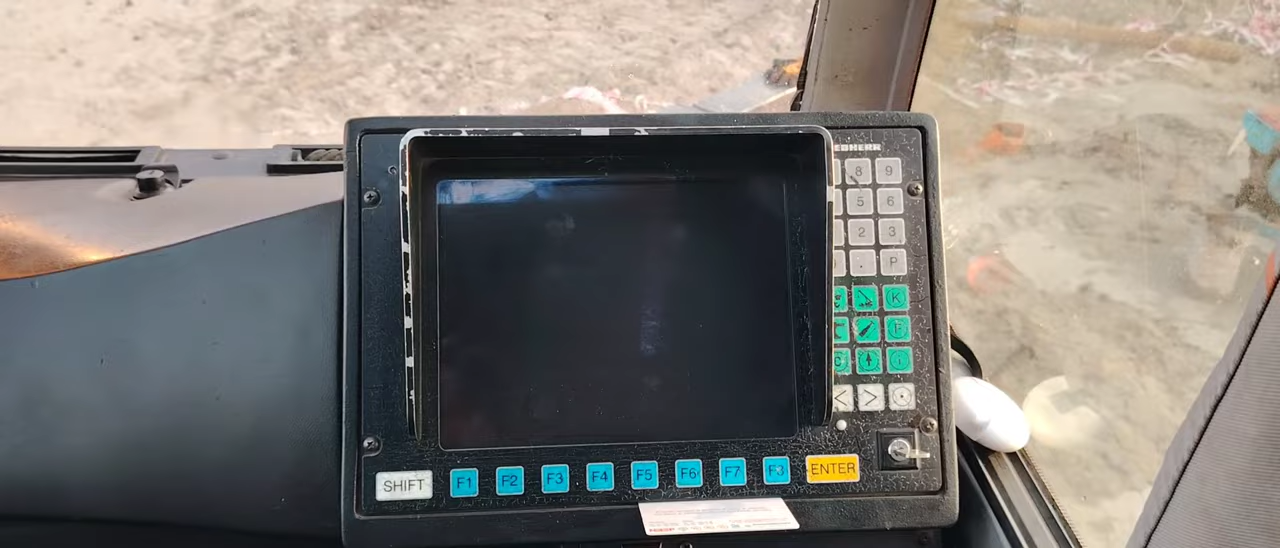 EBHERR
8 9
5 6
2 3
. P
K
F
i
< >
SHIFT F1 F2 F3 F4 F5 F6 F7 F8 ENTER